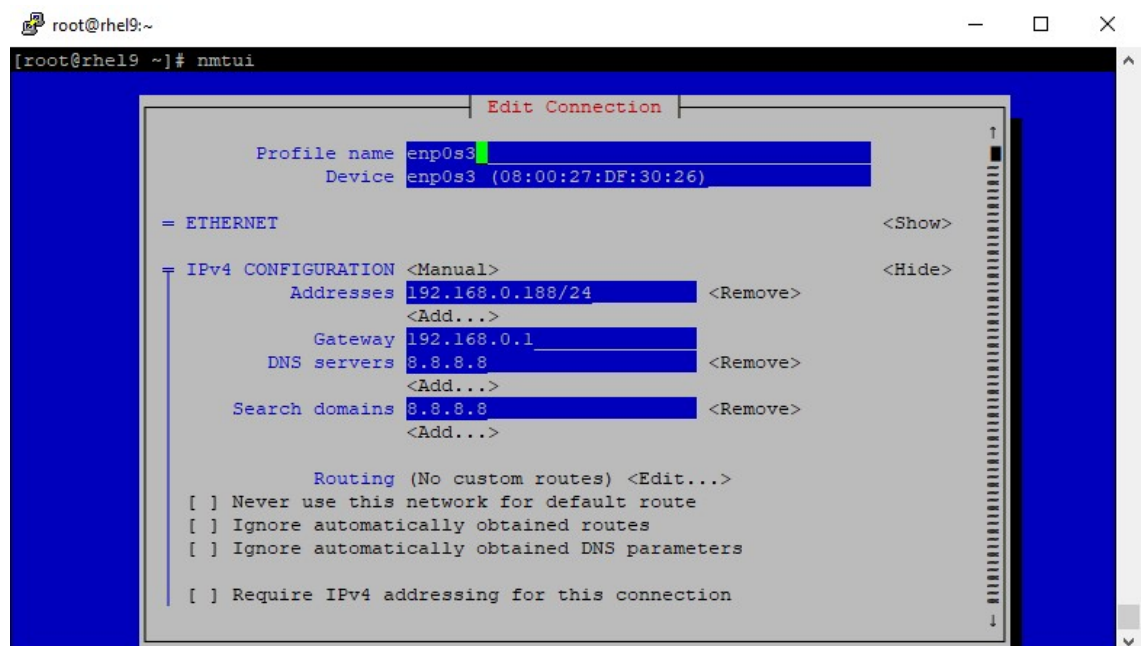 root@rhel9:~
[root@rhel9 ~]# nmtui
Edit Connection
Profile name enp0s3
Device enp0s3 (08:00:27:DF:30:26)
= ETHERNET <Show>
╤ IPv4 CONFIGURATION <Manual> <Hide>
Addresses 192.168.0.188/24 <Remove>
<Add...>
Gateway 192.168.0.1
DNS servers 8.8.8.8 <Remove>
<Add...>
Search domains 8.8.8.8 <Remove>
<Add...>
Routing (No custom routes) <Edit...>
[ ] Never use this network for default route
[ ] Ignore automatically obtained routes
[ ] Ignore automatically obtained DNS parameters
[ ] Require IPv4 addressing for this connection